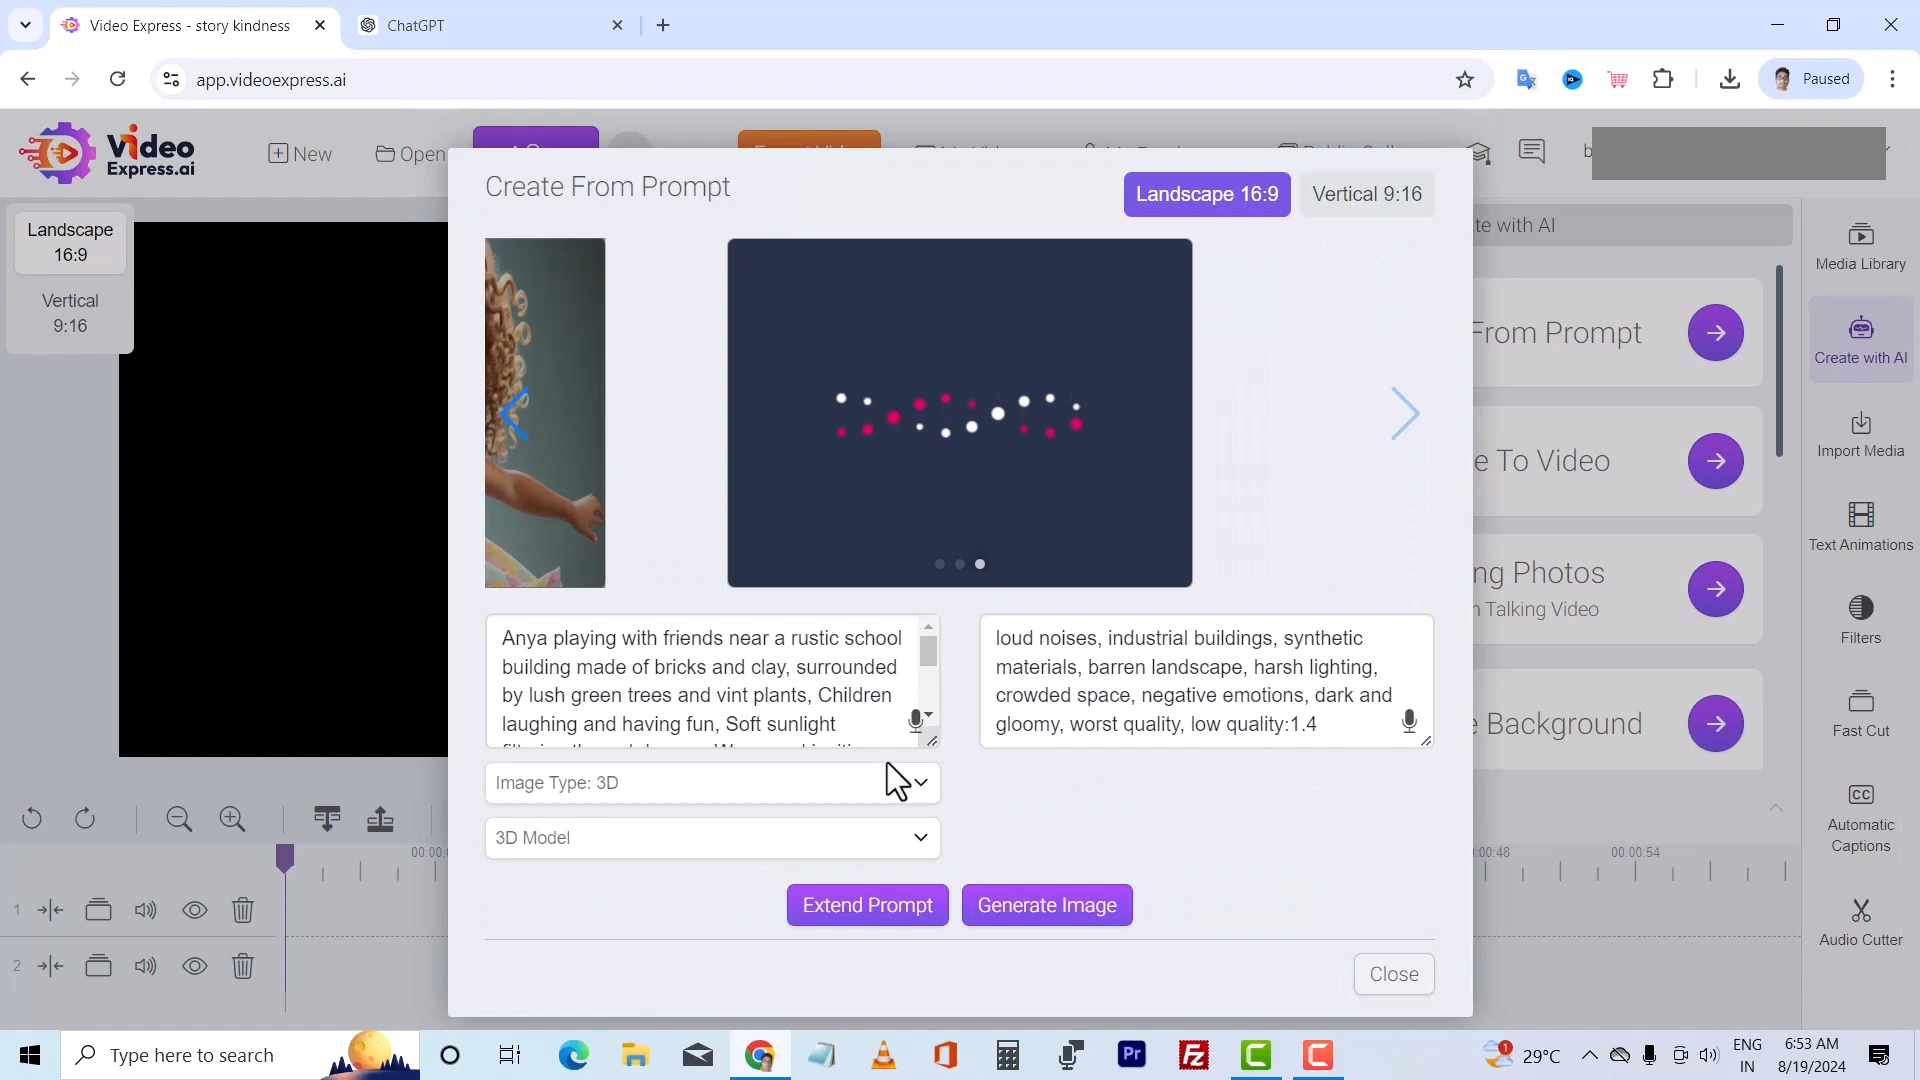 Video Express - story kindness
ChatGPT
app.videoexpress.ai
Paused
Video
Express.ai
New
Open
Create From Prompt
Landscape 16:9
Vertical 9:16
te with AI
Landscape
16:9
Vertical
9:16
Media Library
From Prompt
Create with AI
e To Video
Import Media
Text Animations
ng Photos
n Talking Video
Filters
Anya playing with friends near a rustic school
building made of bricks and clay, surrounded
by lush green trees and vint plants, Children
laughing and having fun, Soft sunlight
loud noises, industrial buildings, synthetic
materials, barren landscape, harsh lighting,
crowded space, negative emotions, dark and
gloomy, worst quality, low quality:1.4
e Background
Fast Cut
Image Type: 3D
3D Model
CC
Automatic
Captions
00:00:
:00:48
00:00:54
Extend Prompt
Generate Image
1
Audio Cutter
2
Close
Type here to search
Pr
1
29°C
ENG
IN
6:53 AM
8/19/2024